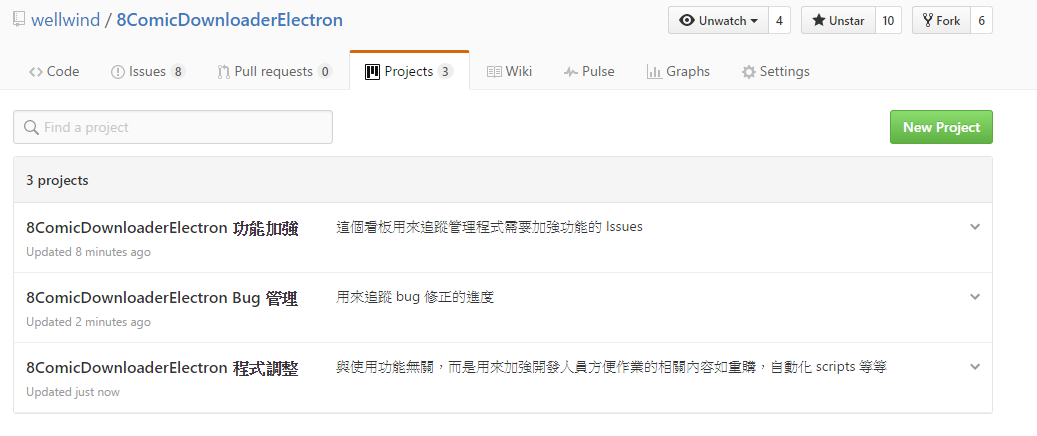 wellwind / 8ComicDownloaderElectron
Unwatch 4 Unstar 10 Fork 6
Code Issues 8 Pull requests 0 Projects 3 Wiki Pulse Graphs Settings
Find a project
New Project
3 projects
8ComicDownloaderElectron 功能加強 這個看板用來追蹤管理程式需要加強功能的 Issues
Updated 8 minutes ago
8ComicDownloaderElectron Bug 管理 用來追蹤 bug 修正的進度
Updated 2 minutes ago
8ComicDownloaderElectron 程式調整 與使用功能無關，而是用來加強開發人員方便作業的相關內容如重購，自動化 scripts 等等
Updated just now